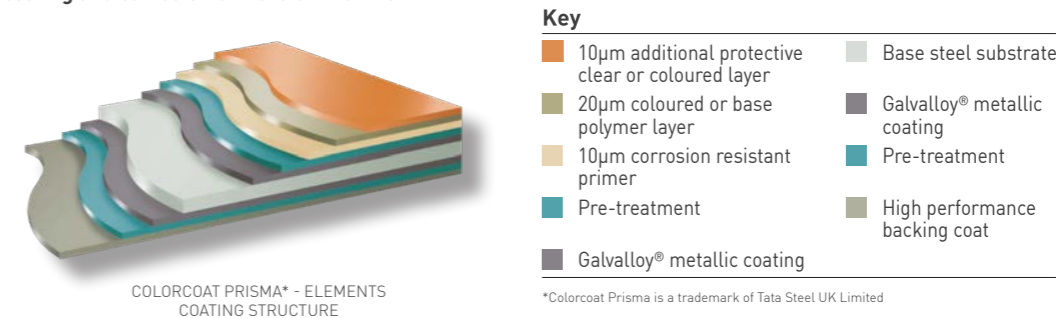 COLORCOAT PRISMA* - ELEMENTS
COATING STRUCTURE
Key
10µm additional protective
clear or coloured layer
20µm coloured or base
polymer layer
10µm corrosion resistant
primer
Pre-treatment
Galvalloy® metallic coating
Base steel substrate
Galvalloy® metallic
coating
Pre-treatment
High performance
backing coat
*Colorcoat Prisma is a trademark of Tata Steel UK Limited